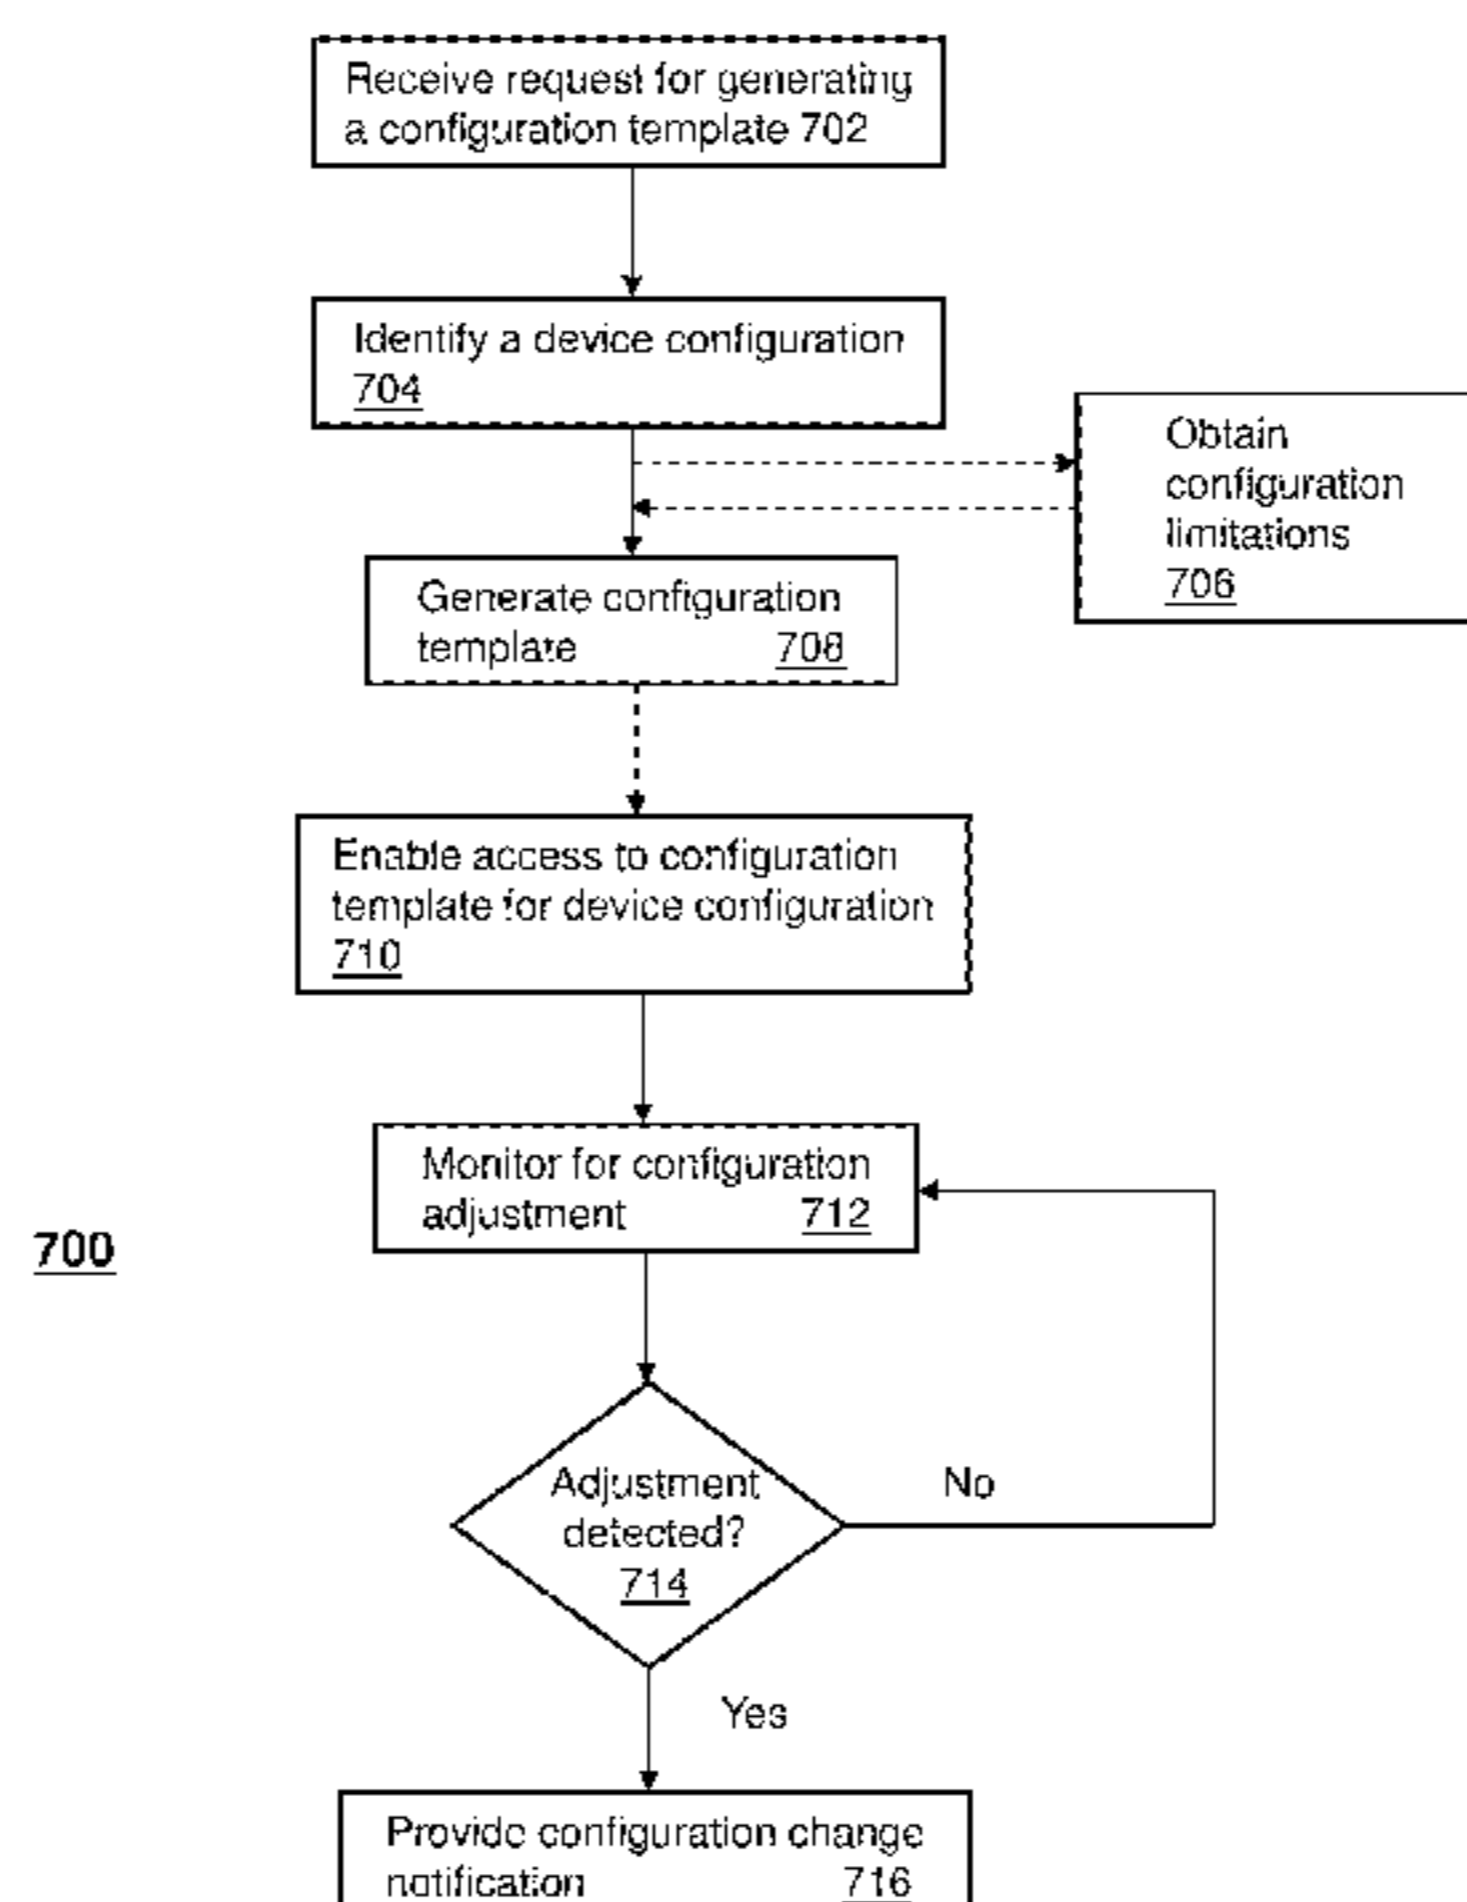 Receive request for generating
a configuration template 702
Identify a device configuration
704
Obtain
configuration
limitations
706
Generate configuration
template 708
Enable access to configuration
template for device configuration
710
Monitor for configuration
adjustment 712
700
Adjustment
detected?
714
No
Yes
Provide configuration change
notification 716